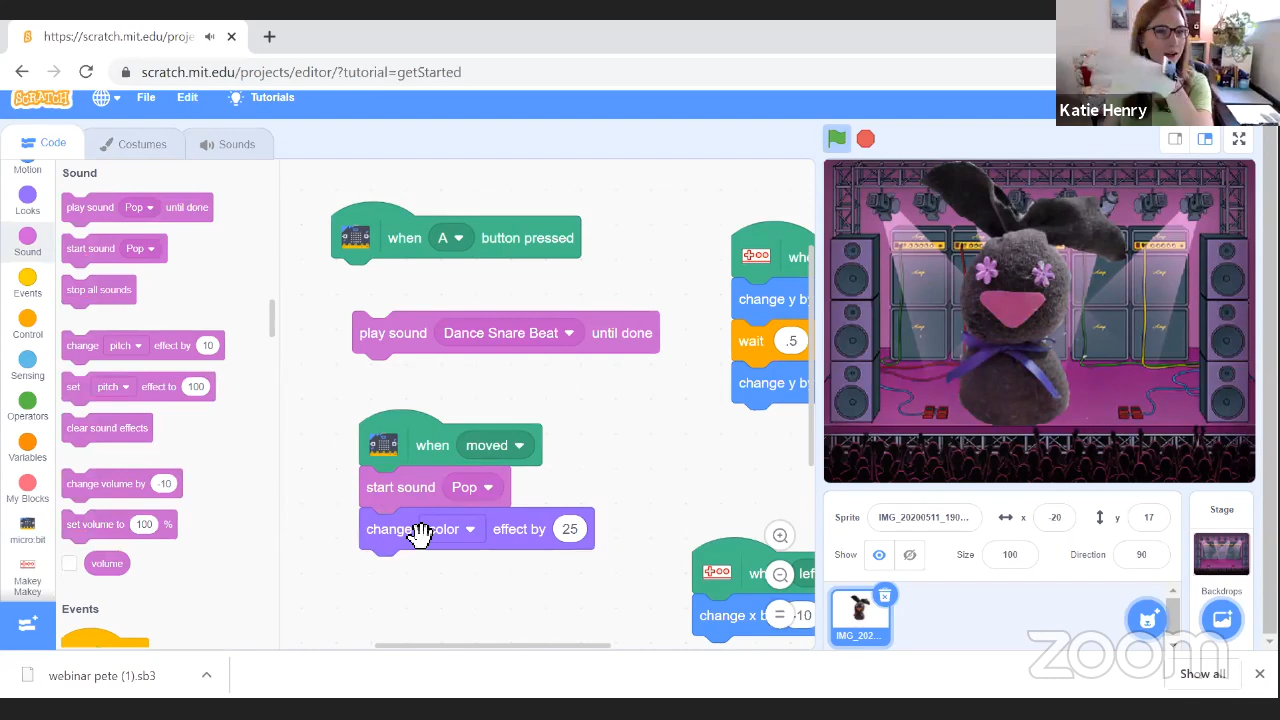 https://scratch.mit.edu/proje
scratch.mit.edu/projects/editor/?tutorial=getStarted
Katie Henry
SCRATCH
File
Edit
Tutorials
Code
Costumes
Sounds
Motion
Looks
Sound
Events
Control
Sensing
Operators
Variables
My Blocks
micro:bit
Makey
Makey
Sound
play sound Pop until done
start sound Pop
stop all sounds
change pitch effect by 10
set pitch effect to 100
clear sound effects
change volume by -10
set volume to 100 %
volume
Events
when A button pressed
play sound Dance Snare Beat until done
when moved
start sound Pop
change color effect by 25
whe
change y by
wait .5
change y by
wh left
change x b -10
Sprite
IMG_20200511_190...
x
-20
y
17
Show
Size
100
Direction
90
IMG_202...
Stage
Backdrops
webinar pete (1).sb3
Show all
zoom